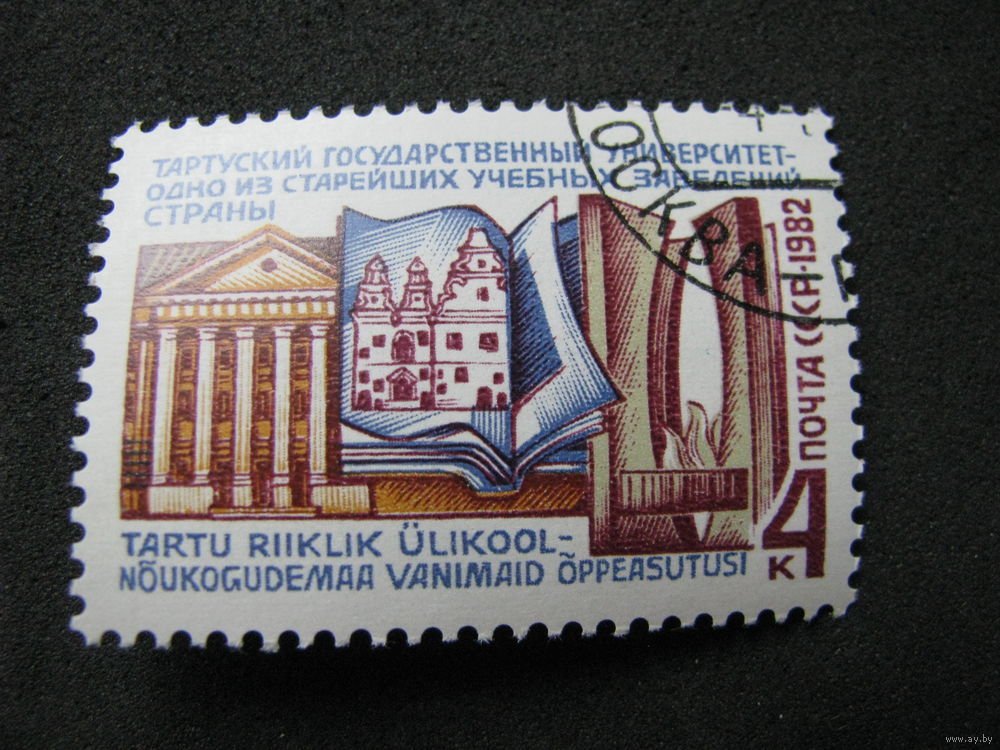 ТАРТУСКИЙ ГОСУДАРСТВЕННЫЙ УНИВЕРСИТЕТ-
ОДНО ИЗ СТАРЕЙШИХ УЧЕБНЫХ ЗАВЕДЕНИЙ
СТРАНЫ
ОСКВА
ПОЧТА СССР·1982
4
К
TARTU RIIKLIK ÜLIKOOL-
NÕUKOGUDEMAA VANIMAID ÕPPEASUTUSI
www.ay.by